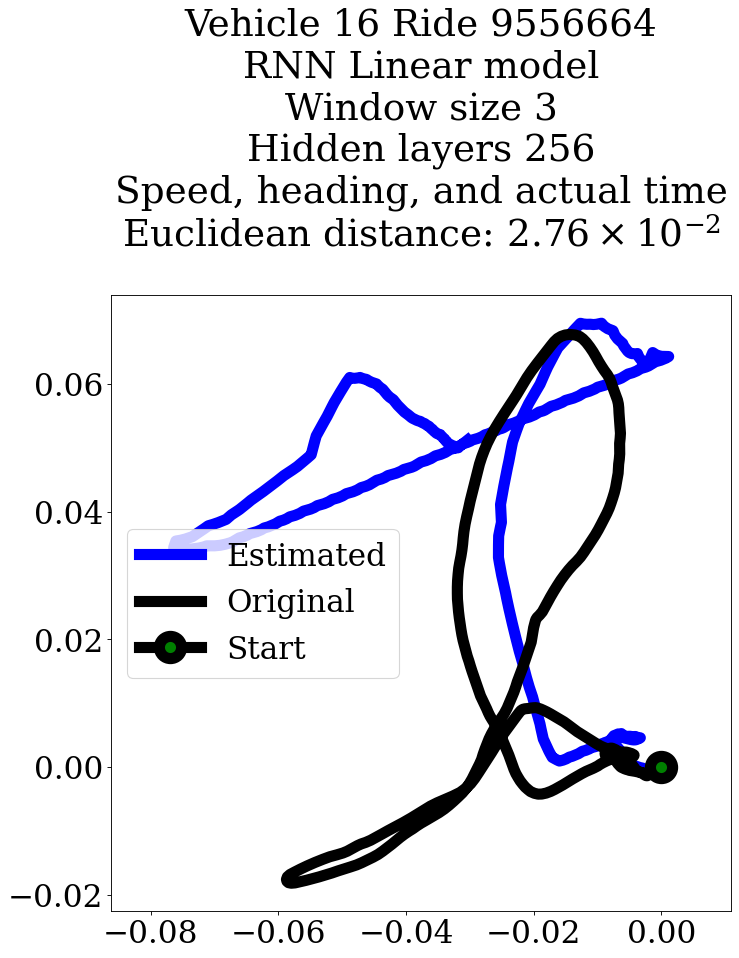 Vehicle 16 Ride 9556664
RNN Linear model
Window size 3
Hidden layers 256
Speed, heading, and actual time
Euclidean distance: 2.76 × 10⁻²
0.06
0.04
0.02
0.00
−0.02
Estimated
Original
Start
−0.08 −0.06 −0.04 −0.02 0.00